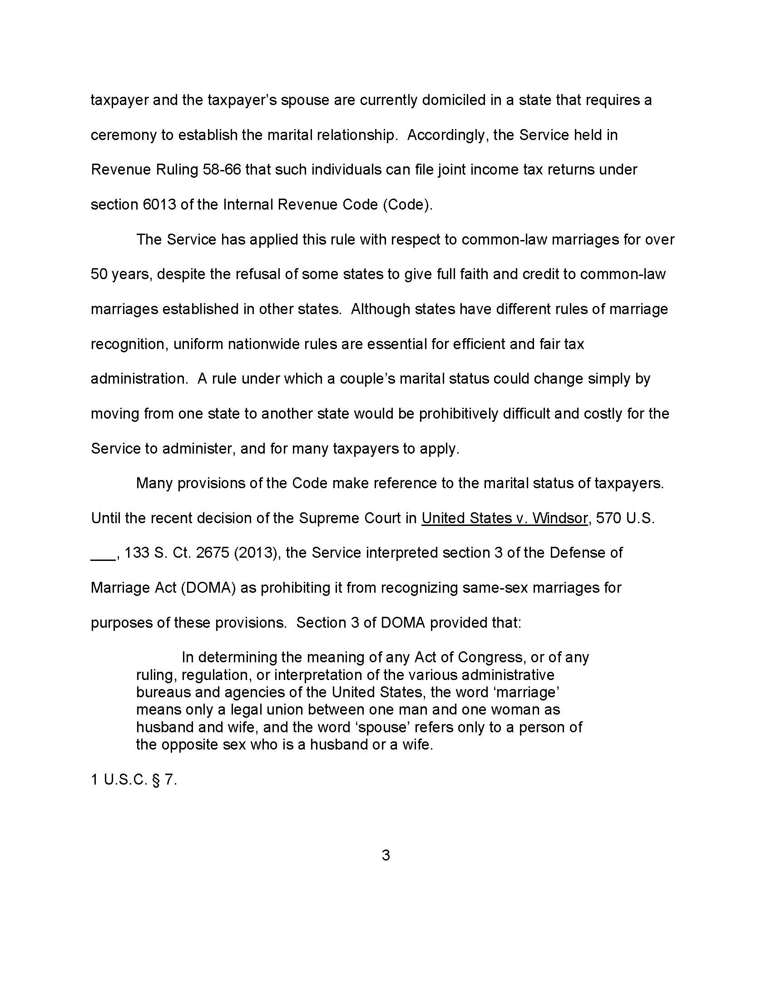 taxpayer and the taxpayer’s spouse are currently domiciled in a state that requires a
ceremony to establish the marital relationship.  Accordingly, the Service held in
Revenue Ruling 58-66 that such individuals can file joint income tax returns under
section 6013 of the Internal Revenue Code (Code).
The Service has applied this rule with respect to common-law marriages for over
50 years, despite the refusal of some states to give full faith and credit to common-law
marriages established in other states.  Although states have different rules of marriage
recognition, uniform nationwide rules are essential for efficient and fair tax
administration.  A rule under which a couple’s marital status could change simply by
moving from one state to another state would be prohibitively difficult and costly for the
Service to administer, and for many taxpayers to apply.
Many provisions of the Code make reference to the marital status of taxpayers.
Until the recent decision of the Supreme Court in United States v. Windsor, 570 U.S.
___, 133 S. Ct. 2675 (2013), the Service interpreted section 3 of the Defense of
Marriage Act (DOMA) as prohibiting it from recognizing same-sex marriages for
purposes of these provisions.  Section 3 of DOMA provided that:
In determining the meaning of any Act of Congress, or of any
ruling, regulation, or interpretation of the various administrative
bureaus and agencies of the United States, the word ‘marriage’
means only a legal union between one man and one woman as
husband and wife, and the word ‘spouse’ refers only to a person of
the opposite sex who is a husband or a wife.
1 U.S.C. § 7.
3